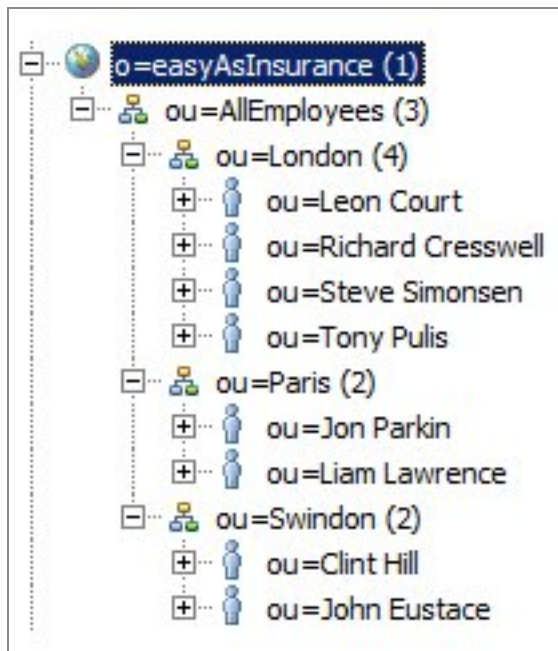 o=easyAsInsurance (1)
ou=AllEmployees (3)
ou=London (4)
ou=Leon Court
ou=Richard Cresswell
ou=Steve Simonsen
ou=Tony Pulis
ou=Paris (2)
ou=Jon Parkin
ou=Liam Lawrence
ou=Swindon (2)
ou=Clint Hill
ou=John Eustace